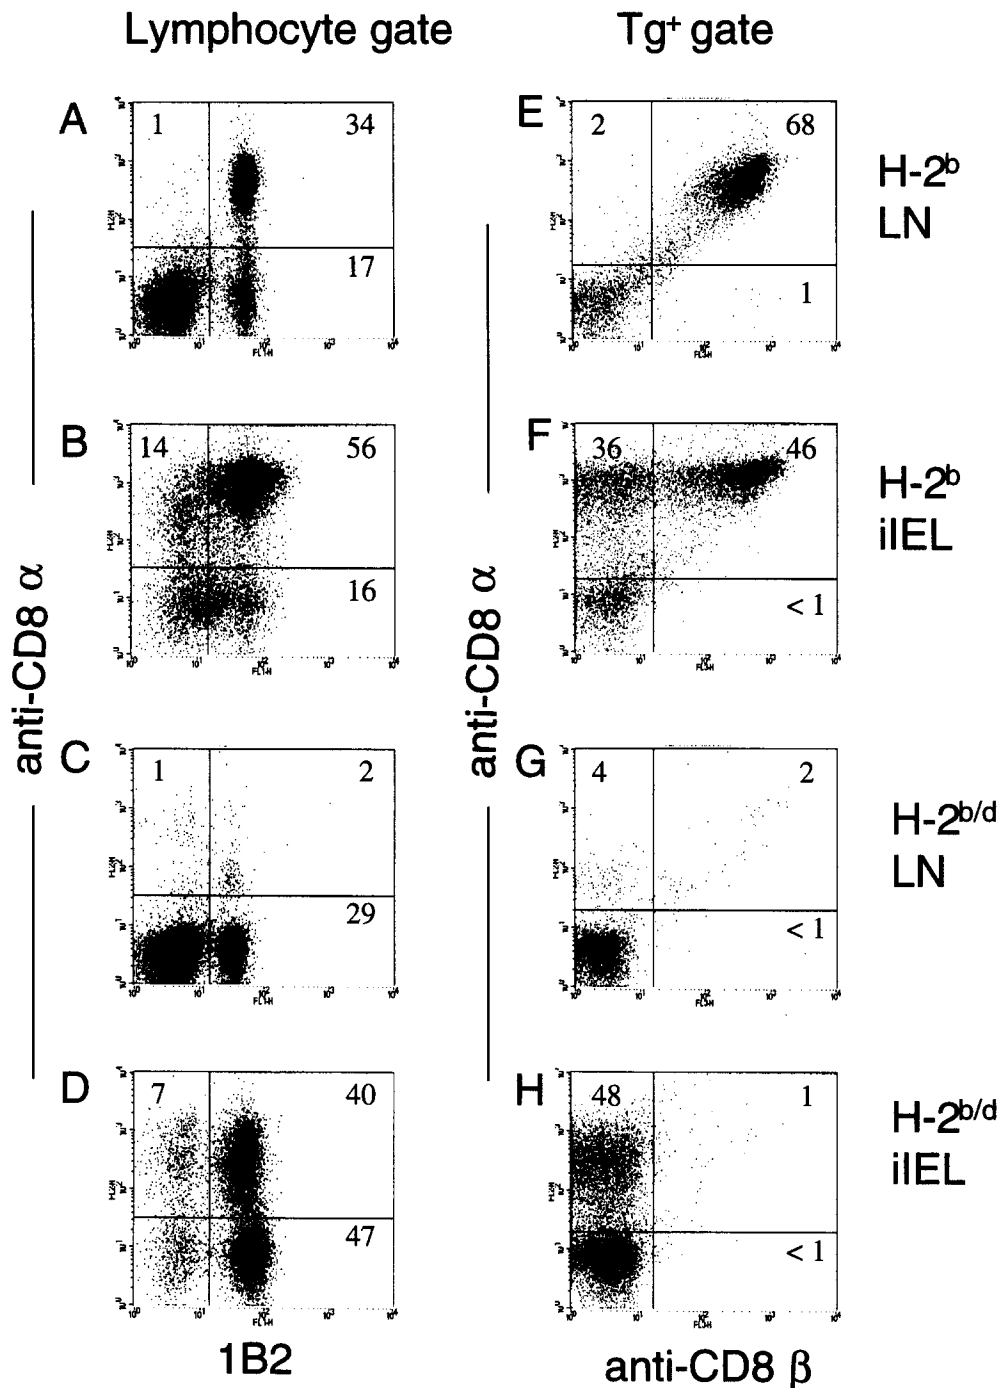 Lymphocyte gate
Tg⁺ gate
A
1
34
17
E
2
68
1
H-2ᵇ
LN
B
14
56
16
F
36
46
< 1
H-2ᵇ
iIEL
anti-CD8 α
anti-CD8 α
C
1
2
29
G
4
2
< 1
H-2ᵇ/ᵈ
LN
D
7
40
47
H
48
1
< 1
H-2ᵇ/ᵈ
iIEL
1B2
anti-CD8 β